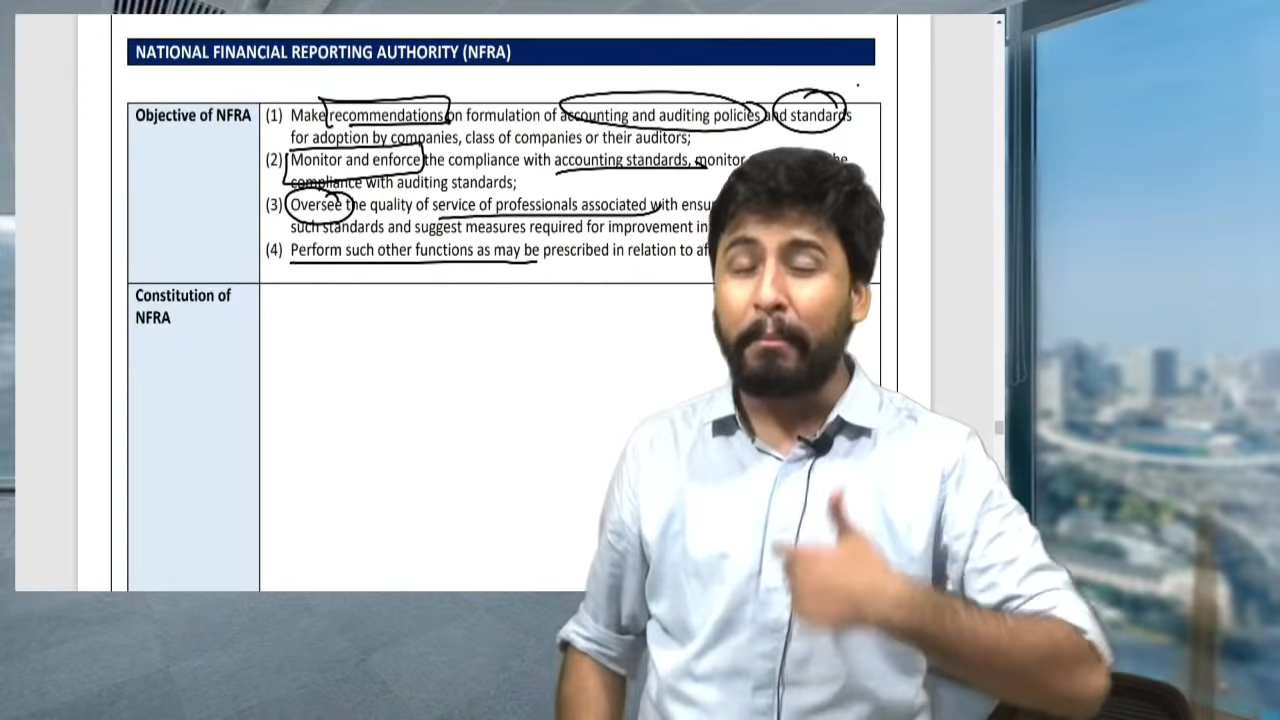 NATIONAL FINANCIAL REPORTING AUTHORITY (NFRA)
Objective of NFRA
(1) Make recommendations on formulation of accounting and auditing policies and standards
for adoption by companies, class of companies or their auditors;
(2) Monitor and enforce the compliance with accounting standards, monitor
compliance with auditing standards;
(3) Oversee the quality of service of professionals associated with
such standards and suggest measures required for improvement in
(4) Perform such other functions as may be prescribed in relation to
Constitution of
NFRA